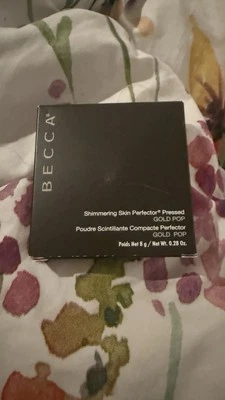 BECCA
Shimmering Skin Perfector® Pressed
GOLD POP
Poudre Scintillante Compacte Perfector
GOLD POP
Poids Net 8 g / Net Wt. 0.28 Oz.